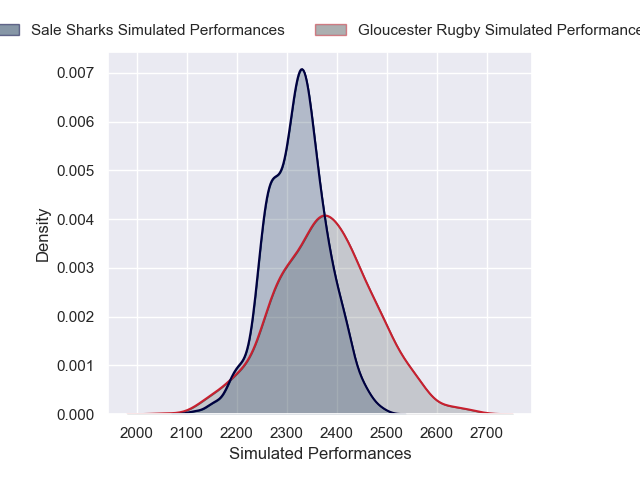 Sale Sharks Simulated Performances
Gloucester Rugby Simulated Performance
0.007
0.006
0.005
0.004
0.003
0.002
0.001
0.000
Density
2000 2100 2200 2300 2400 2500 2600 2700
Simulated Performances